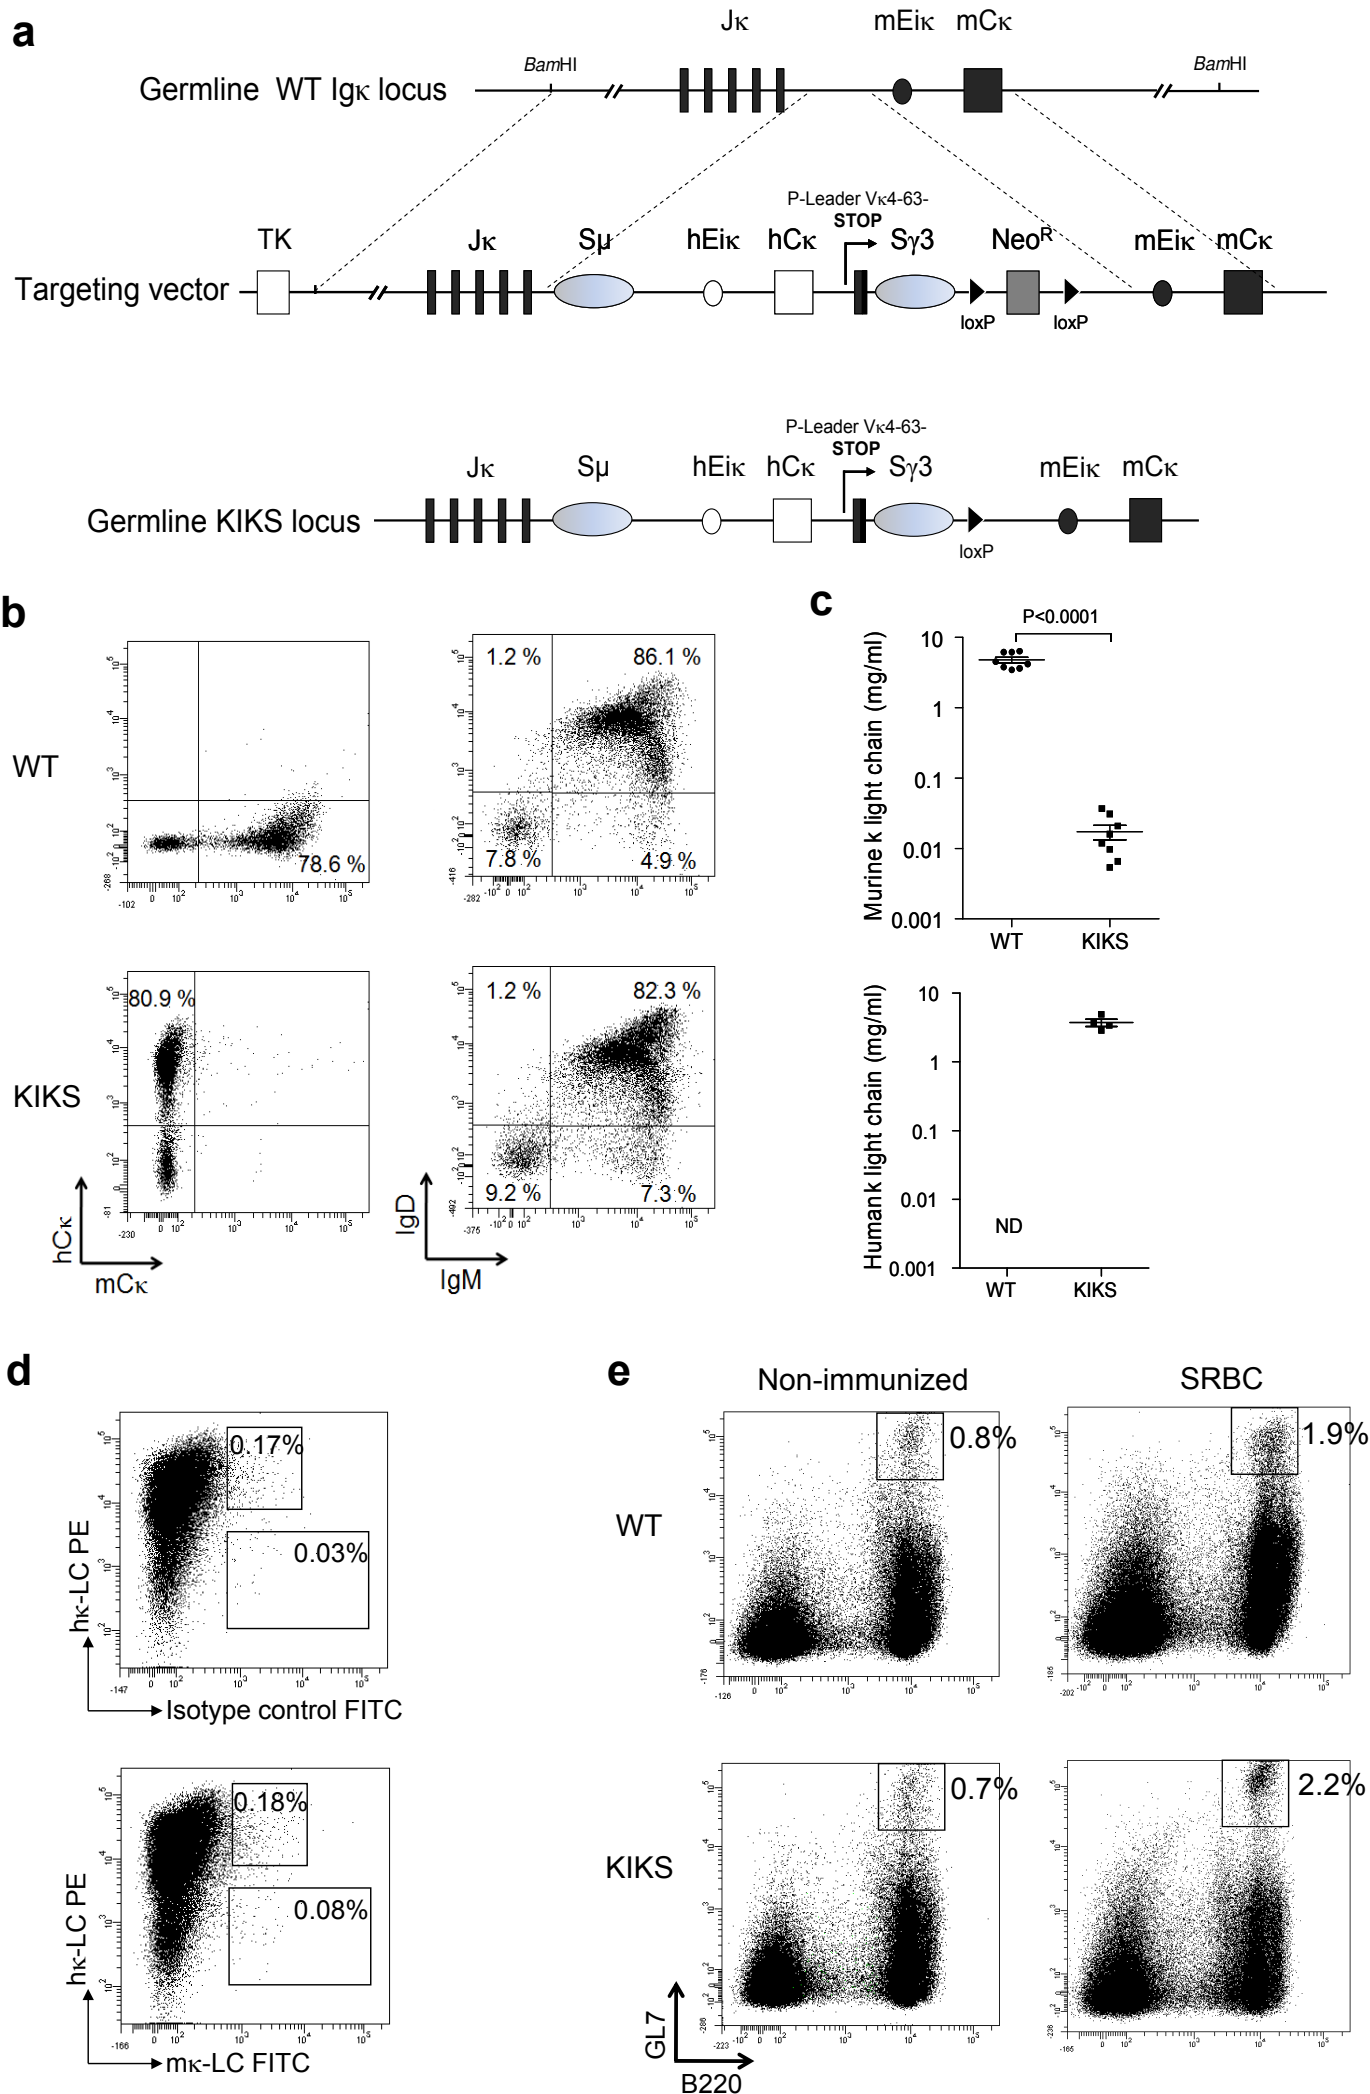 a
Jκ mEiκ mCκ
BamHI BamHI
Germline WT Igκ locus
P-Leader Vκ4-63-
STOP
TK Jκ Sμ hEiκ hCκ Sγ3 NeoR mEiκ mCκ
Targeting vector
loxP loxP
P-Leader Vκ4-63-
STOP
Jκ Sμ hEiκ hCκ Sγ3 mEiκ mCκ
Germline KIKS locus
loxP
b
WT
78.6 %
1.2 % 86.1 %
7.8 % 4.9 %
KIKS
80.9 %
1.2 % 82.3 %
9.2 % 7.3 %
hCκ
mCκ
IgD
IgM
c
P<0.0001
Murine k light chain (mg/ml)
10
1
0.1
0.01
0.001
WT KIKS
Human k light chain (mg/ml)
10
1
0.1
0.01
0.001
ND
WT KIKS
d
0.17%
0.03%
hκ-LC PE
Isotype control FITC
0.18%
0.08%
hκ-LC PE
mκ-LC FITC
e
Non-immunized SRBC
WT
0.8% 1.9%
KIKS
0.7% 2.2%
GL7
B220